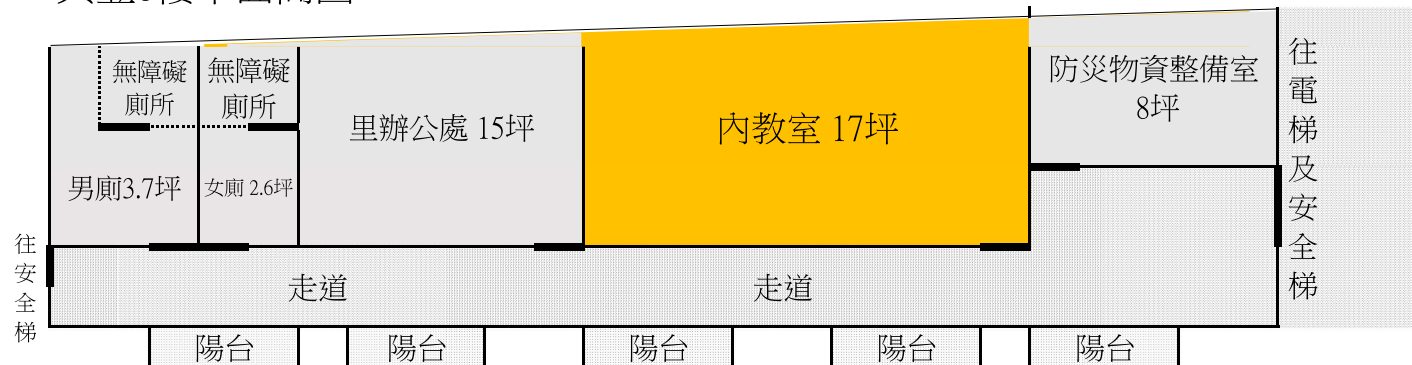 無障礙
廁所
無障礙
廁所
里辦公處 15坪
內教室 17坪
防災物資整備室
8坪
往電梯及安全梯
男廁3.7坪
女廁 2.6坪
往安全梯
走道
走道
陽台
陽台
陽台
陽台
陽台